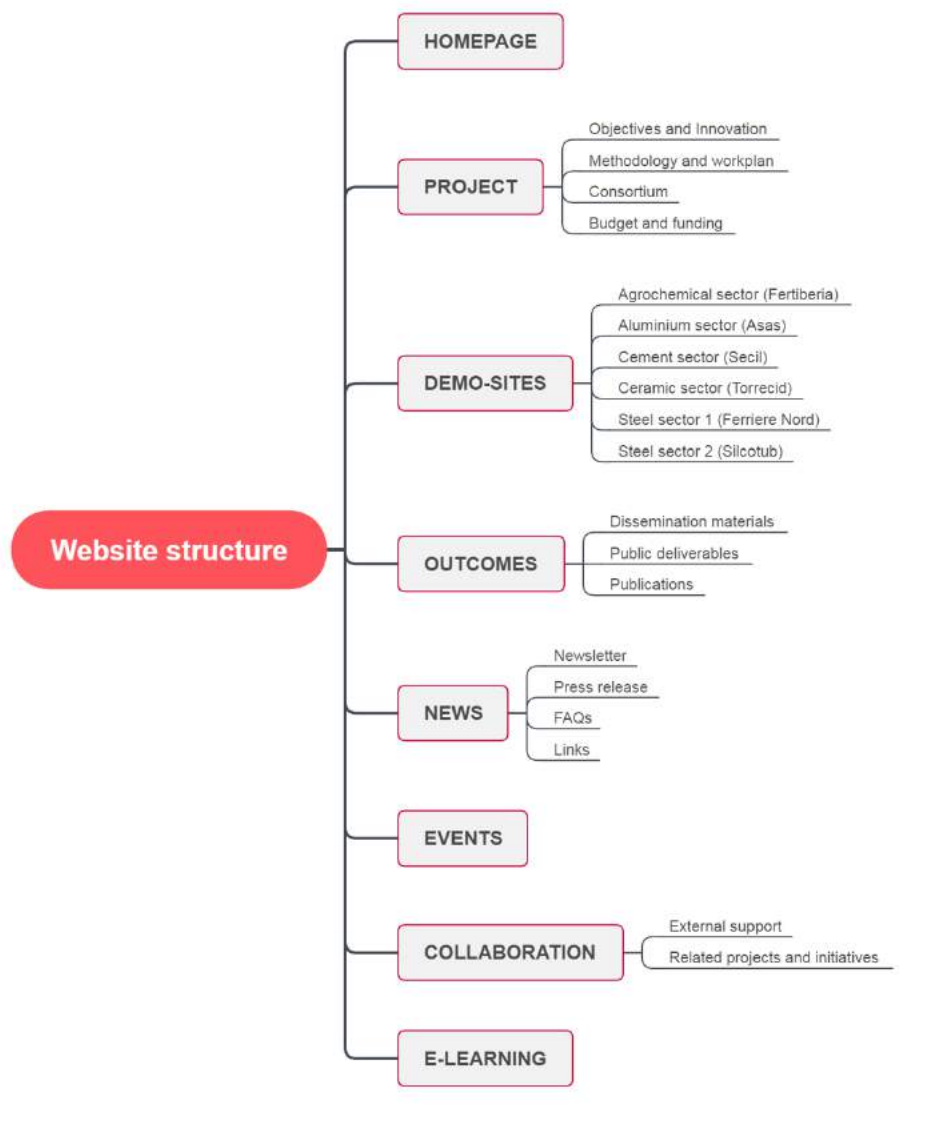 HOMEPAGE
Objectives and Innovation
Methodology and workplan
PROJECT
Consortium
Budget and funding
Agrochemical sector (Fertiberia)
Aluminium sector (Asas)
Cement sector (Secil)
DEMO-SITES
Ceramic sector (Torrecid)
Steel sector 1 (Ferriere Nord)
Steel sector 2 (Silcotub)
Website structure
Dissemination materials
Public deliverables
OUTCOMES
Publications
Newsletter
Press release
NEWS
FAQs
Links
EVENTS
External support
COLLABORATION
Related projects and initiatives
E-LEARNING